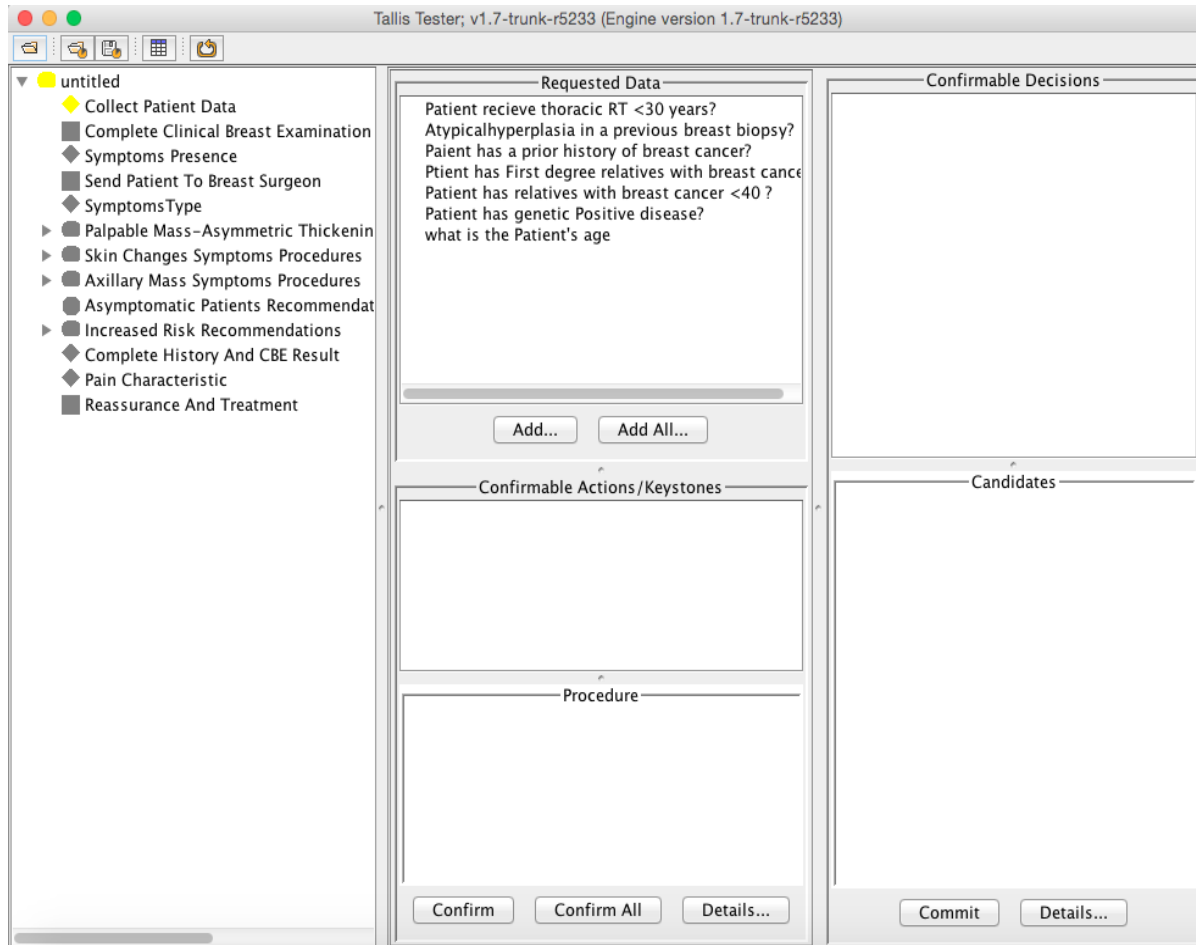 Tallis Tester; v1.7-trunk-r5233 (Engine version 1.7-trunk-r5233)
untitled
Collect Patient Data
Complete Clinical Breast Examination
Symptoms Presence
Send Patient To Breast Surgeon
SymptomsType
Palpable Mass-Asymmetric Thickenin
Skin Changes Symptoms Procedures
Axillary Mass Symptoms Procedures
Asymptomatic Patients Recommendat
Increased Risk Recommendations
Complete History And CBE Result
Pain Characteristic
Reassurance And Treatment
Requested Data
Patient recieve thoracic RT <30 years?
Atypicalhyperplasia in a previous breast biopsy?
Paient has a prior history of breast cancer?
Ptient has First degree relatives with breast cance
Patient has relatives with breast cancer <40 ?
Patient has genetic Positive disease?
what is the Patient's age
Add... Add All...
Confirmable Actions/Keystones
Procedure
Confirm Confirm All Details...
Confirmable Decisions
Candidates
Commit Details...